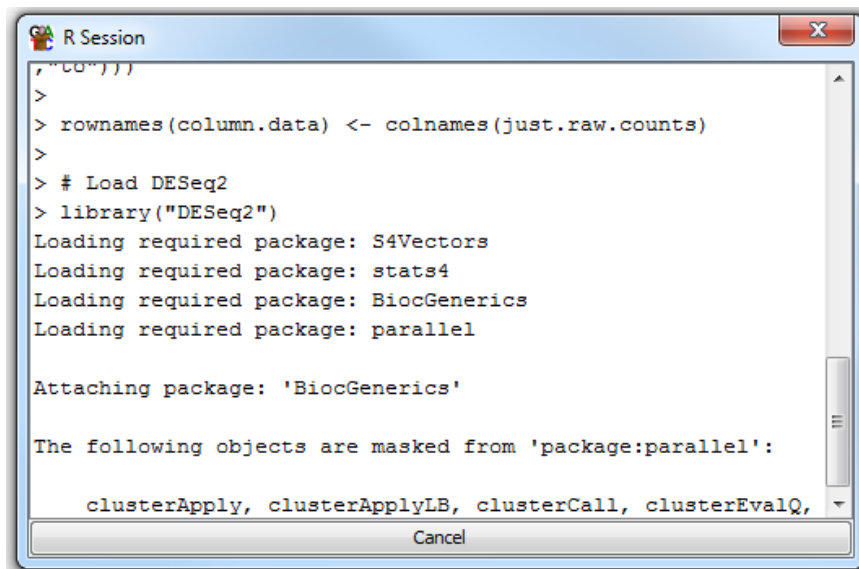 R Session
,"to")))
>
> rownames(column.data) <- colnames(just.raw.counts)
>
> # Load DESeq2
> library("DESeq2")
Loading required package: S4Vectors
Loading required package: stats4
Loading required package: BiocGenerics
Loading required package: parallel
Attaching package: 'BiocGenerics'
The following objects are masked from 'package:parallel':
clusterApply, clusterApplyLB, clusterCall, clusterEvalQ,
Cancel